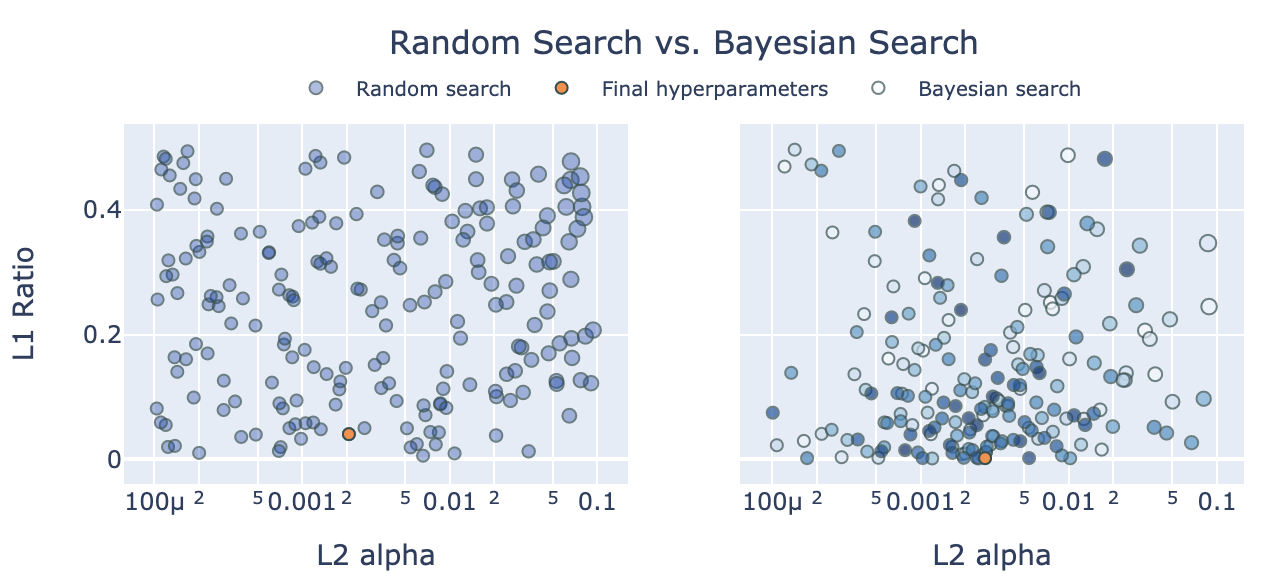 Random Search vs. Bayesian Search
Random search Final hyperparameters Bayesian search
L1 Ratio
0.4
0.2
0
100μ 2 5 0.001 2 5 0.01 2 5 0.1
100μ 2 5 0.001 2 5 0.01 2 5 0.1
L2 alpha
L2 alpha